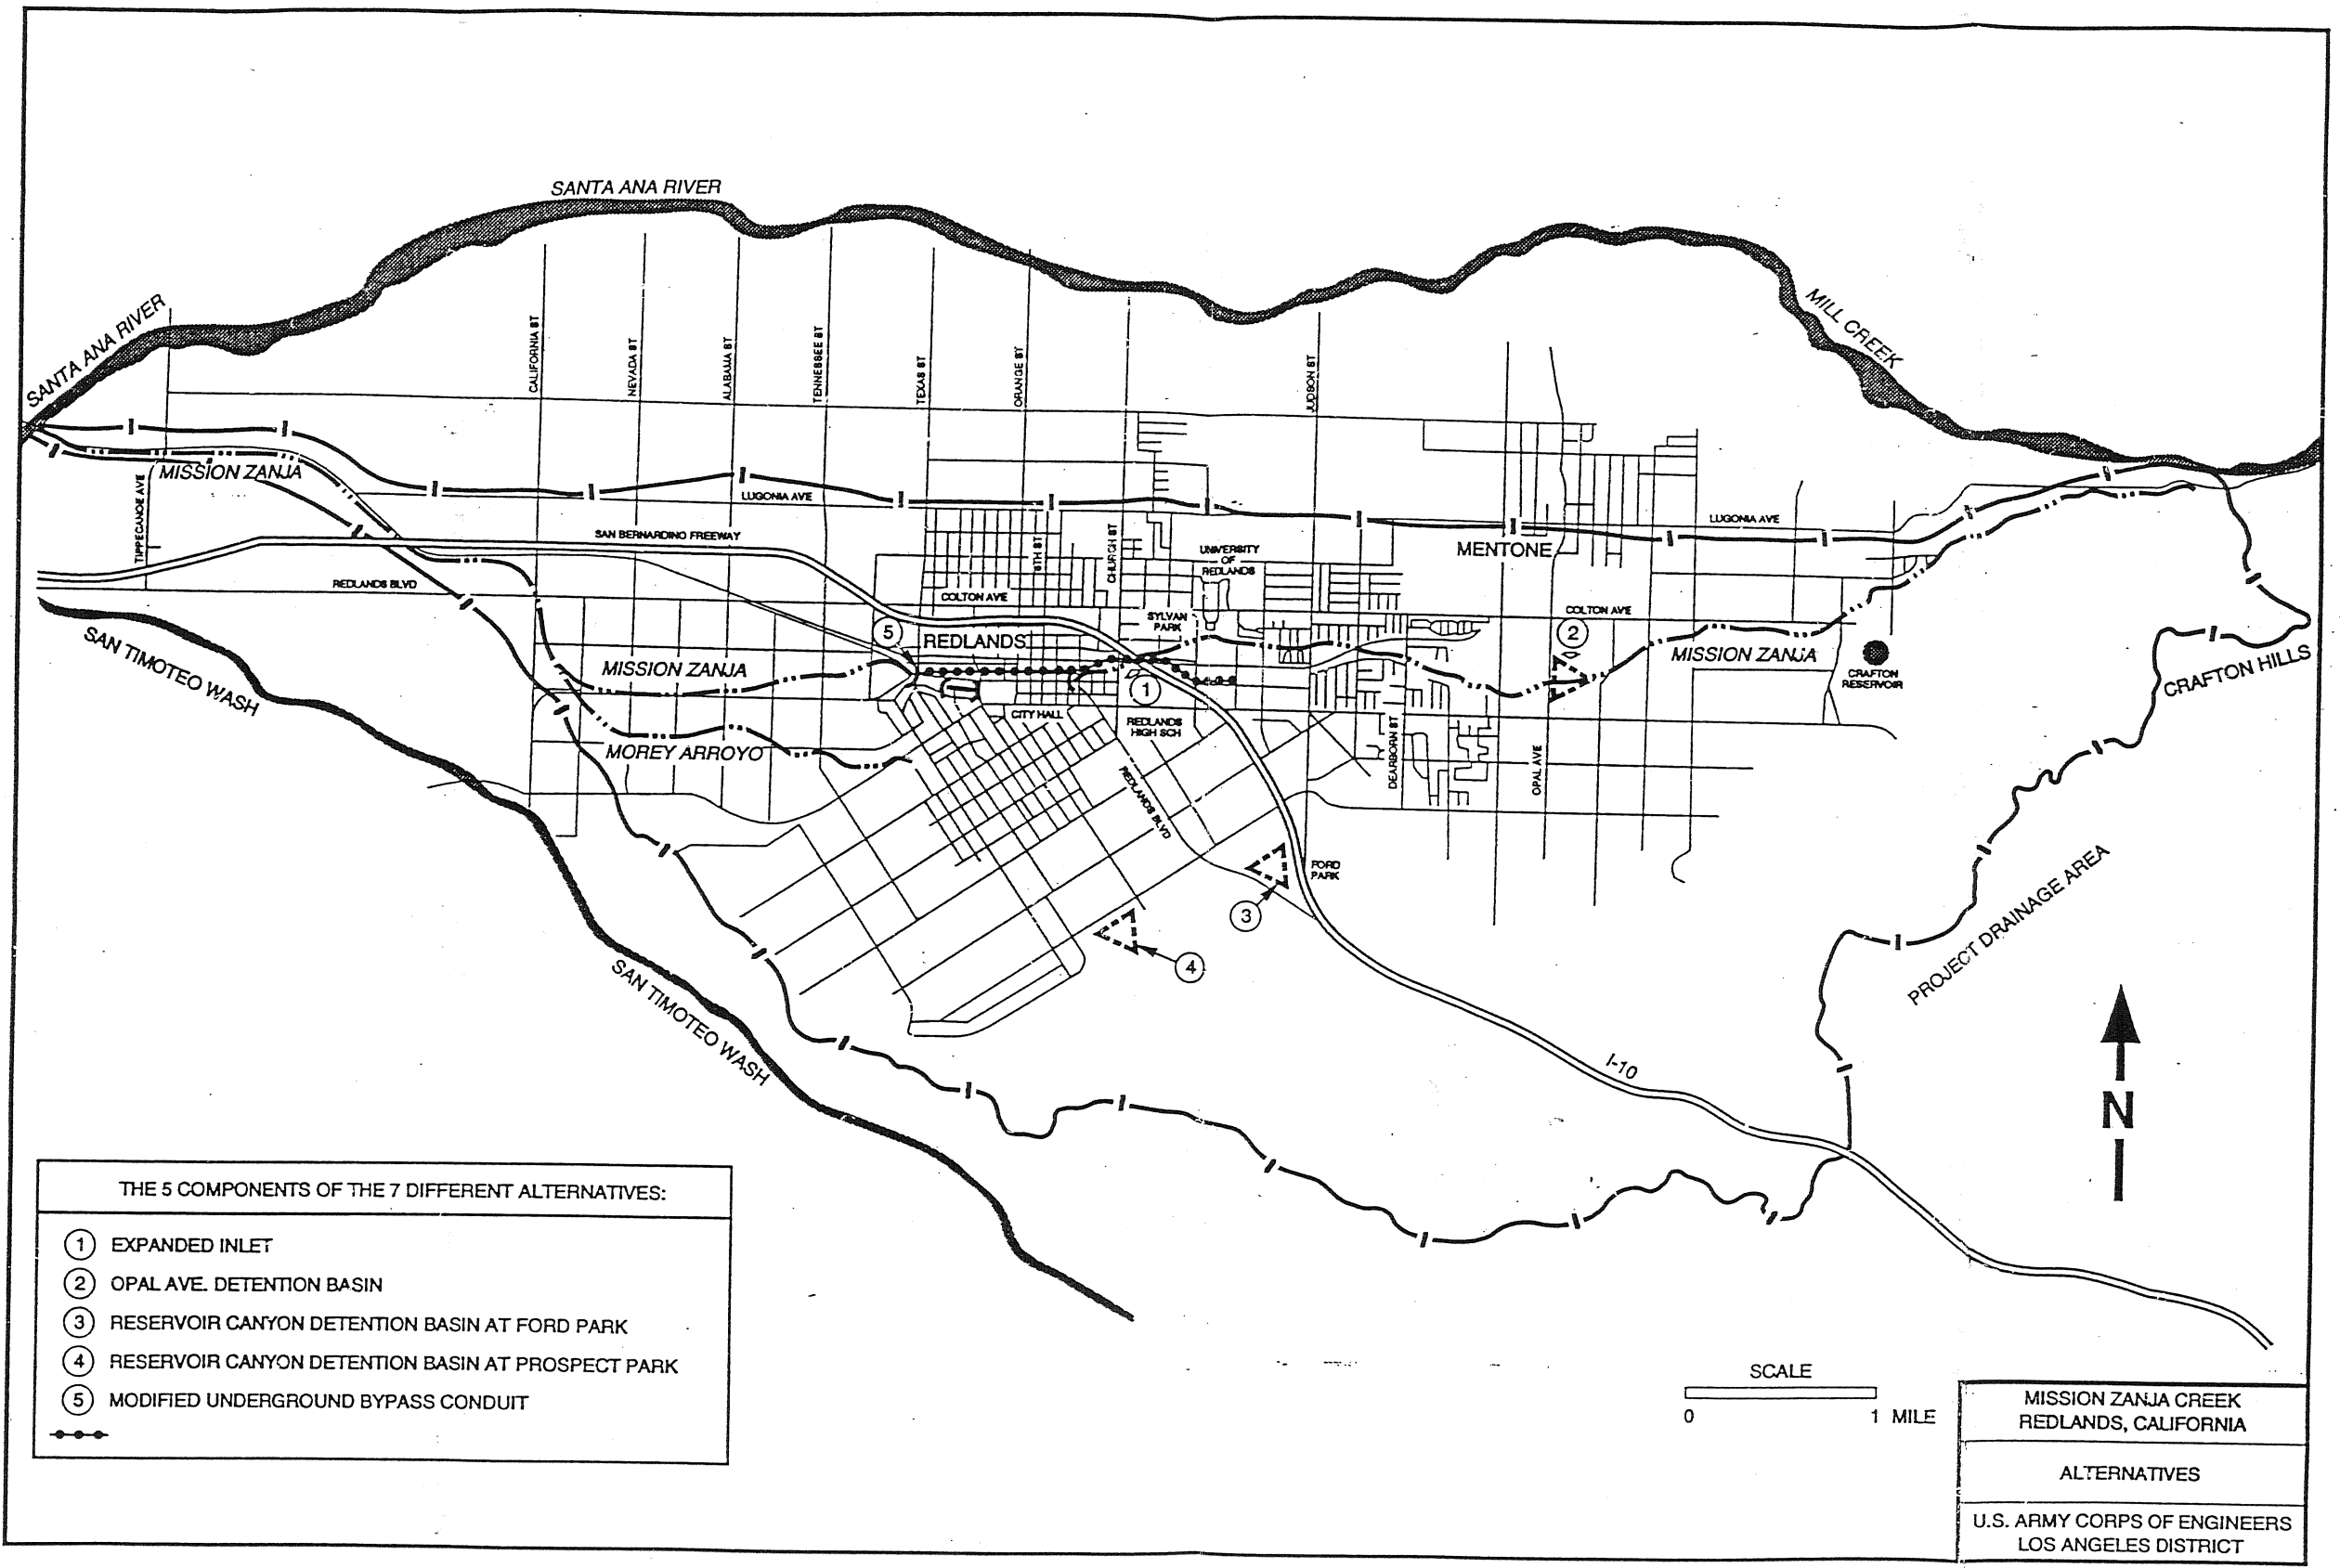 SANTA ANA RIVER
SANTA ANA RIVER
MILL CREEK
CALIFORNIA ST
NEVADA ST
ALABAMA ST
TENNESSEE ST
TEXAS ST
ORANGE ST
JUDSON ST
MISSION ZANJA
TIPPECANOE AVE
LUGONIA AVE
LUGONIA AVE
SAN BERNARDINO FREEWAY
MENTONE
6TH ST
CHURCH ST
UNIVERSITY
OF
REDLANDS
REDLANDS BLVD
COLTON AVE
COLTON AVE
SYLVAN
PARK
5
REDLANDS
2
SAN TIMOTEO WASH
MISSION ZANJA
MISSION ZANJA
CRAFTON
RESERVOIR
CRAFTON HILLS
1
CITY HALL
REDLANDS
HIGH SCH
MOREY ARROYO
DEARBORN ST
OPAL AVE
REDLANDS BLVD
FORD
PARK
3
4
PROJECT DRAINAGE AREA
SAN TIMOTEO WASH
I-10
N
THE 5 COMPONENTS OF THE 7 DIFFERENT ALTERNATIVES:
1 EXPANDED INLET
2 OPAL AVE. DETENTION BASIN
3 RESERVOIR CANYON DETENTION BASIN AT FORD PARK
4 RESERVOIR CANYON DETENTION BASIN AT PROSPECT PARK
5 MODIFIED UNDERGROUND BYPASS CONDUIT
SCALE
0 1 MILE
MISSION ZANJA CREEK
REDLANDS, CALIFORNIA
ALTERNATIVES
U.S. ARMY CORPS OF ENGINEERS
LOS ANGELES DISTRICT